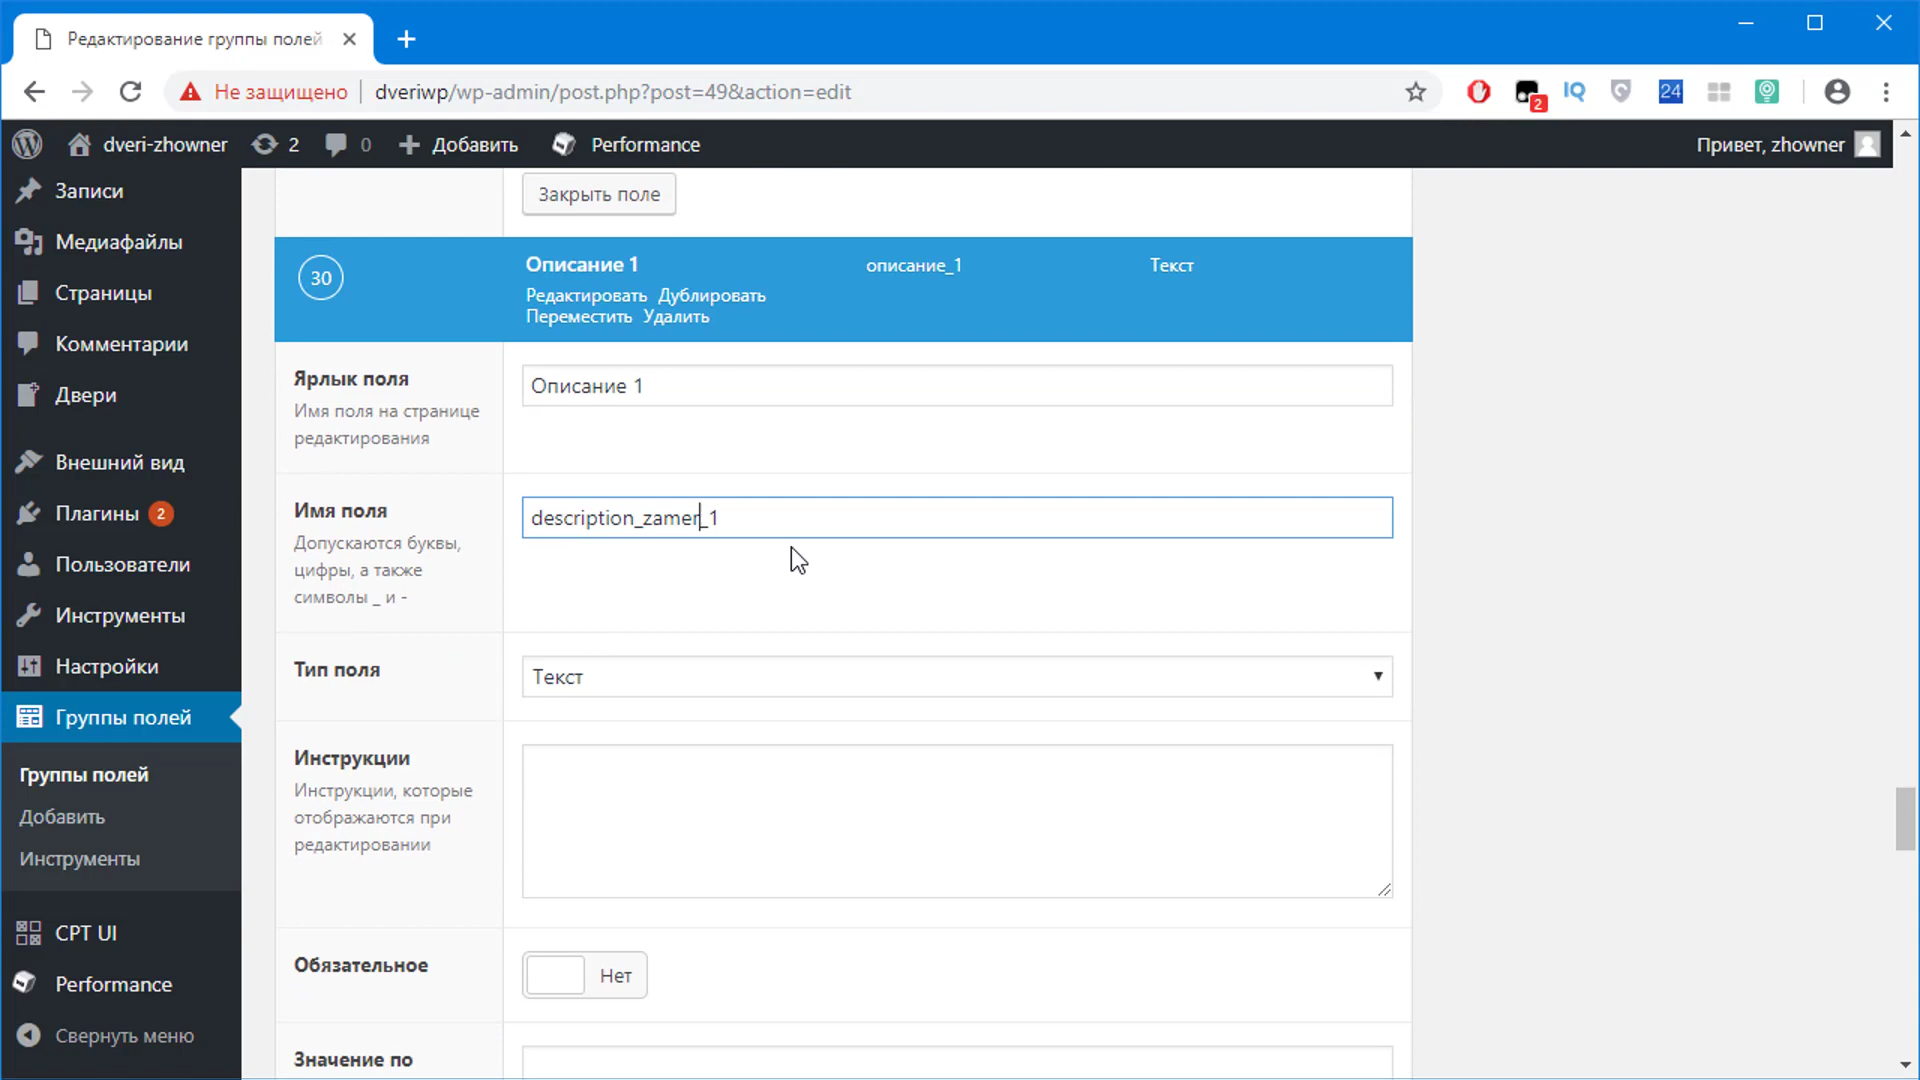 Редактирование группы полей
Не защищено
dveriwp/wp-admin/post.php?post=49&action=edit
2
24
dveri-zhowner
2
0
Добавить
Performance
Привет, zhowner
Записи
Медиафайлы
Страницы
Комментарии
Двери
Внешний вид
Плагины 2
Пользователи
Инструменты
Настройки
Группы полей
Группы полей
Добавить
Инструменты
CPT UI
Performance
Свернуть меню
Закрыть поле
30
Описание 1
описание_1
Текст
Редактировать Дублировать
Переместить Удалить
Ярлык поля
Имя поля на странице
редактирования
Описание 1
Имя поля
Допускаются буквы,
цифры, а также
символы _ и -
description_zamer_1
Тип поля
Текст
Инструкции
Инструкции, которые
отображаются при
редактировании
Обязательное
Нет
Значение по